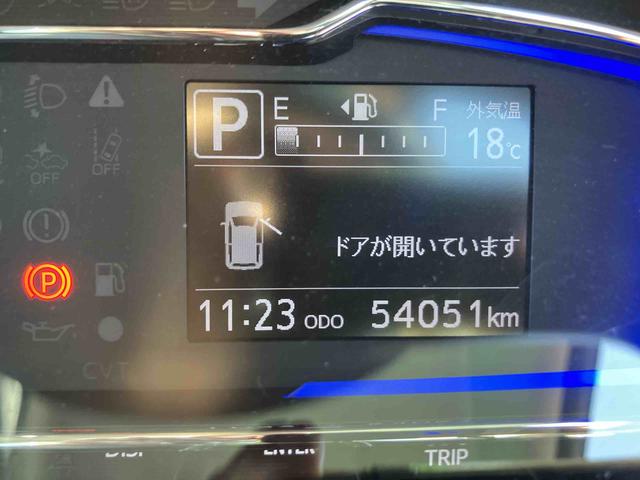 P E F 外気温
18℃
OFF OFF
ドアが開いています
(P)
11:23 ODO 54051km
CVT
TRIP